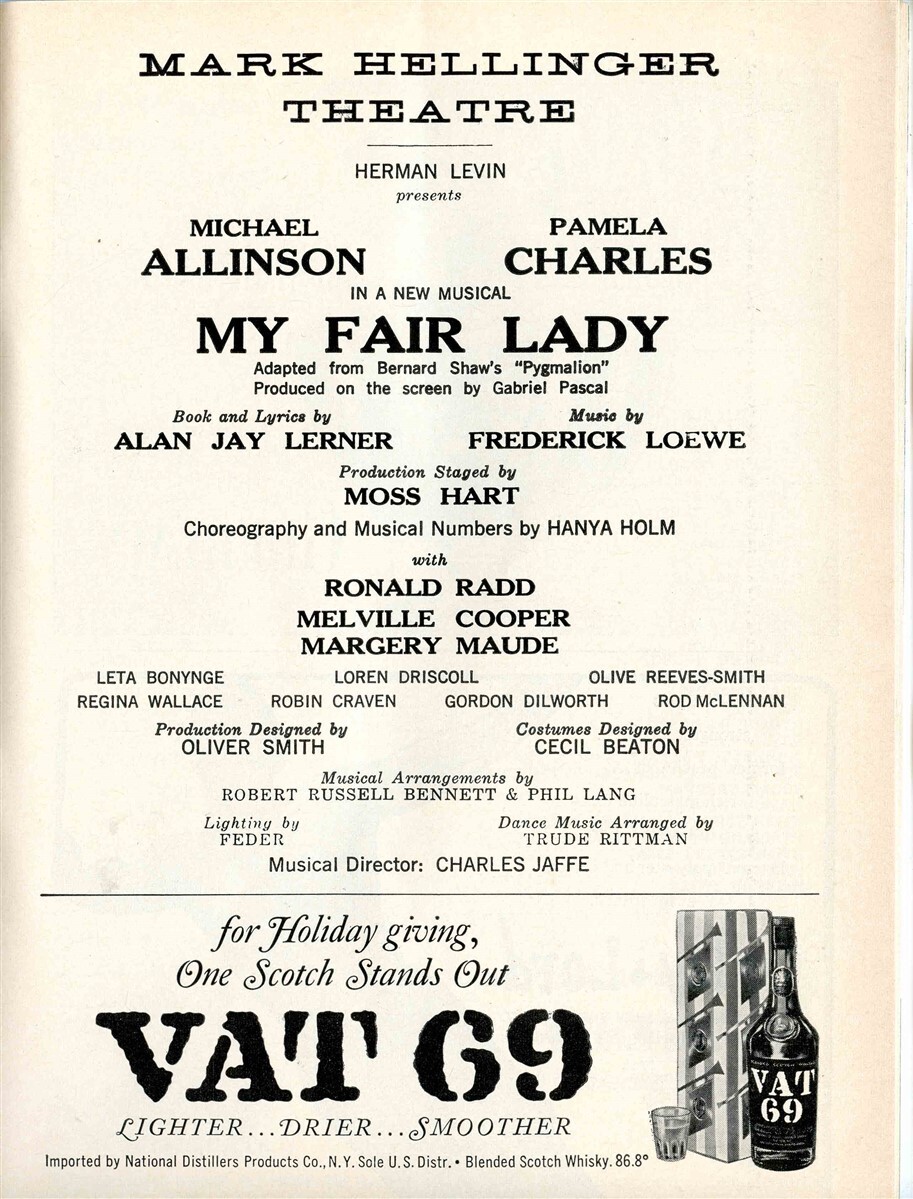 MARK HELLINGER
THEATRE
HERMAN LEVIN
presents
MICHAEL PAMELA
ALLINSON CHARLES
IN A NEW MUSICAL
MY FAIR LADY
Adapted from Bernard Shaw's "Pygmalion"
Produced on the screen by Gabriel Pascal
Book and Lyrics by Music by
ALAN JAY LERNER FREDERICK LOEWE
Production Staged by
MOSS HART
Choreography and Musical Numbers by HANYA HOLM
with
RONALD RADD
MELVILLE COOPER
MARGERY MAUDE
LETA BONYNGE LOREN DRISCOLL OLIVE REEVES-SMITH
REGINA WALLACE ROBIN CRAVEN GORDON DILWORTH ROD McLENNAN
Production Designed by Costumes Designed by
OLIVER SMITH CECIL BEATON
Musical Arrangements by
ROBERT RUSSELL BENNETT & PHIL LANG
Lighting by Dance Music Arranged by
FEDER TRUDE RITTMAN
Musical Director: CHARLES JAFFE
for Holiday giving,
One Scotch Stands Out
VAT 69
LIGHTER...DRIER...SMOOTHER
Imported by National Distillers Products Co., N.Y. Sole U.S. Distr. • Blended Scotch Whisky. 86.8°
VAT
69